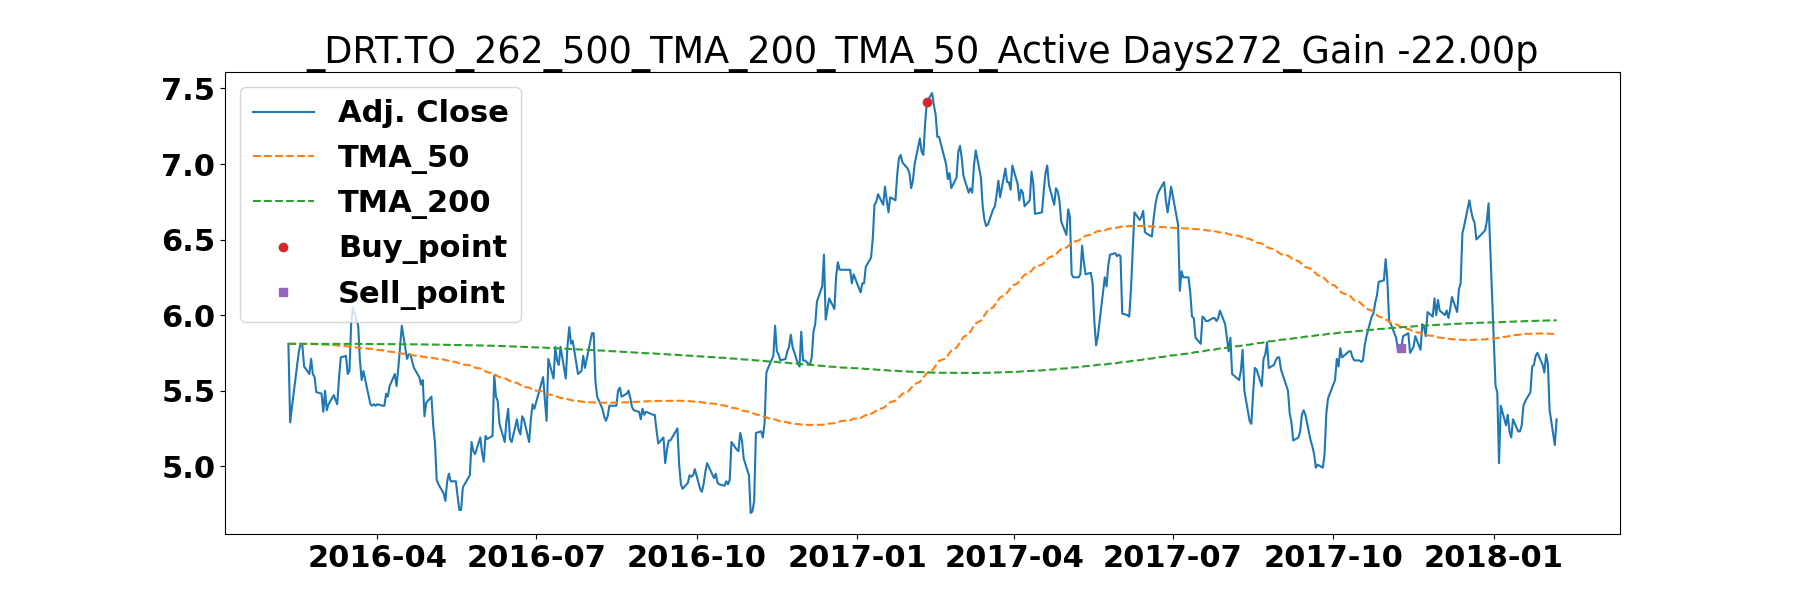 _DRT.TO_262_500_TMA_200_TMA_50_Active Days272_Gain -22.00p
7.5
7.0
6.5
6.0
5.5
5.0
Adj. Close
TMA_50
TMA_200
Buy_point
Sell_point
2016-04 2016-07 2016-10 2017-01 2017-04 2017-07 2017-10 2018-01